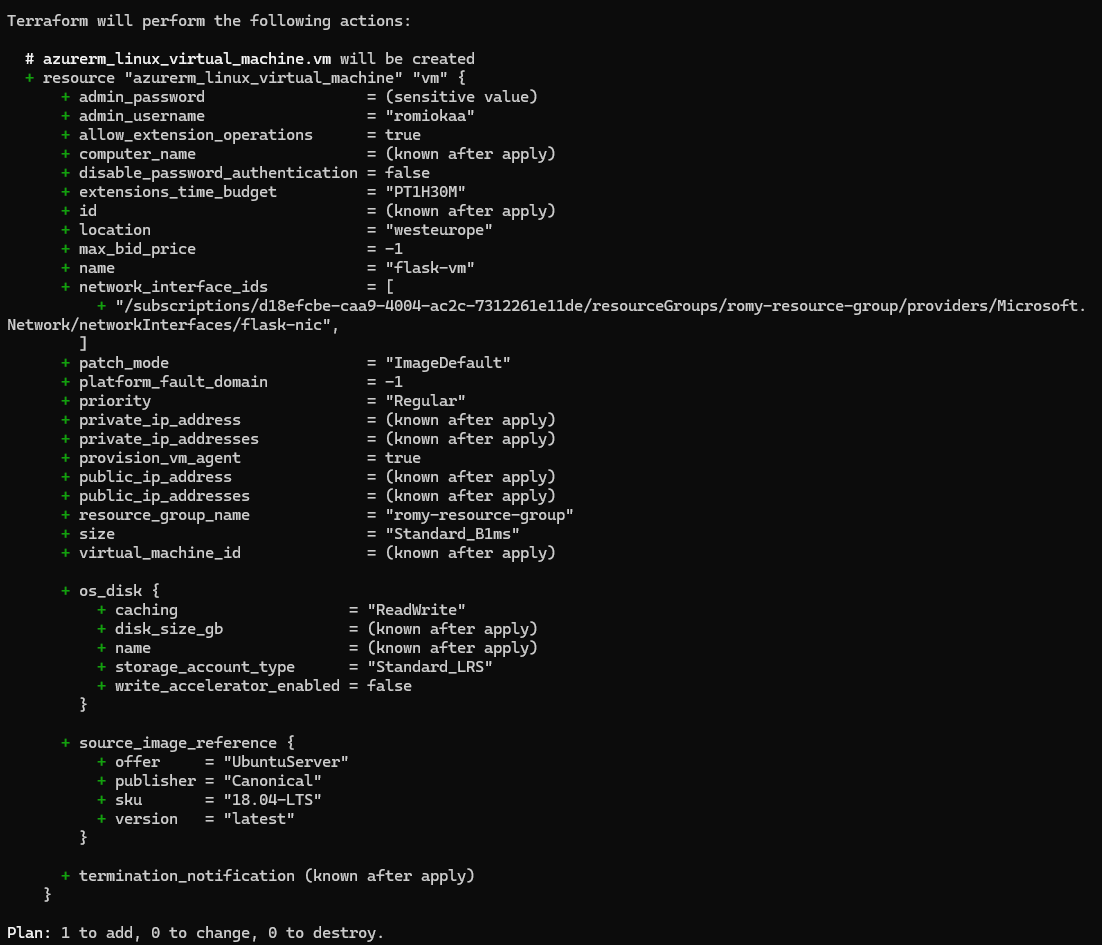 Terraform will perform the following actions:

  # azurerm_linux_virtual_machine.vm will be created
  + resource "azurerm_linux_virtual_machine" "vm" {
      + admin_password                  = (sensitive value)
      + admin_username                  = "romiokaa"
      + allow_extension_operations      = true
      + computer_name                   = (known after apply)
      + disable_password_authentication = false
      + extensions_time_budget          = "PT1H30M"
      + id                              = (known after apply)
      + location                        = "westeurope"
      + max_bid_price                   = -1
      + name                            = "flask-vm"
      + network_interface_ids           = [
          + "/subscriptions/d18efcbe-caa9-4004-ac2c-7312261e11de/resourceGroups/romy-resource-group/providers/Microsoft.
Network/networkInterfaces/flask-nic",
        ]
      + patch_mode                      = "ImageDefault"
      + platform_fault_domain           = -1
      + priority                        = "Regular"
      + private_ip_address              = (known after apply)
      + private_ip_addresses            = (known after apply)
      + provision_vm_agent              = true
      + public_ip_address               = (known after apply)
      + public_ip_addresses             = (known after apply)
      + resource_group_name             = "romy-resource-group"
      + size                            = "Standard_B1ms"
      + virtual_machine_id              = (known after apply)

      + os_disk {
          + caching                   = "ReadWrite"
          + disk_size_gb              = (known after apply)
          + name                      = (known after apply)
          + storage_account_type      = "Standard_LRS"
          + write_accelerator_enabled = false
        }

      + source_image_reference {
          + offer     = "UbuntuServer"
          + publisher = "Canonical"
          + sku       = "18.04-LTS"
          + version   = "latest"
        }

      + termination_notification (known after apply)
    }

Plan: 1 to add, 0 to change, 0 to destroy.